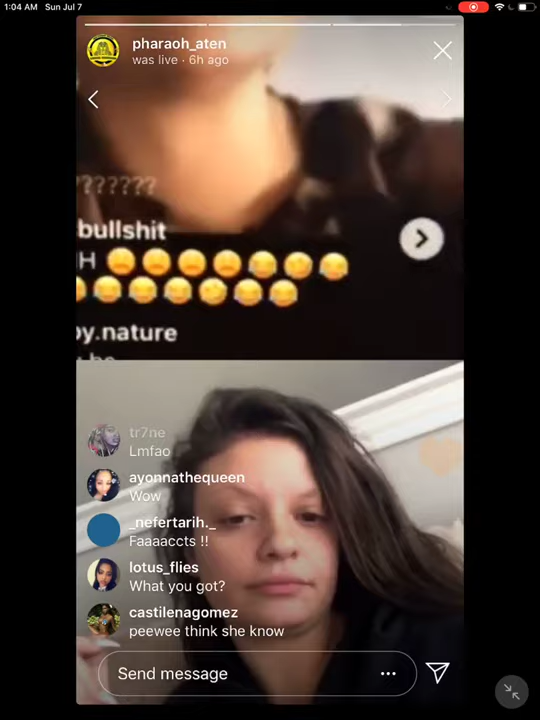 1:04 AM Sun Jul 7
pharaoh_aten
was live · 6h ago
???????
bullshit
H 😩😩😩😩😂🤣😂
😂😂😂🤣😂😂
by.nature
tr7ne
Lmfao
ayonnathequeen
Wow
_nefertarih._
Faaaaccts !!
lotus_flies
What you got?
castilenagomez
peewee think she know
Send message